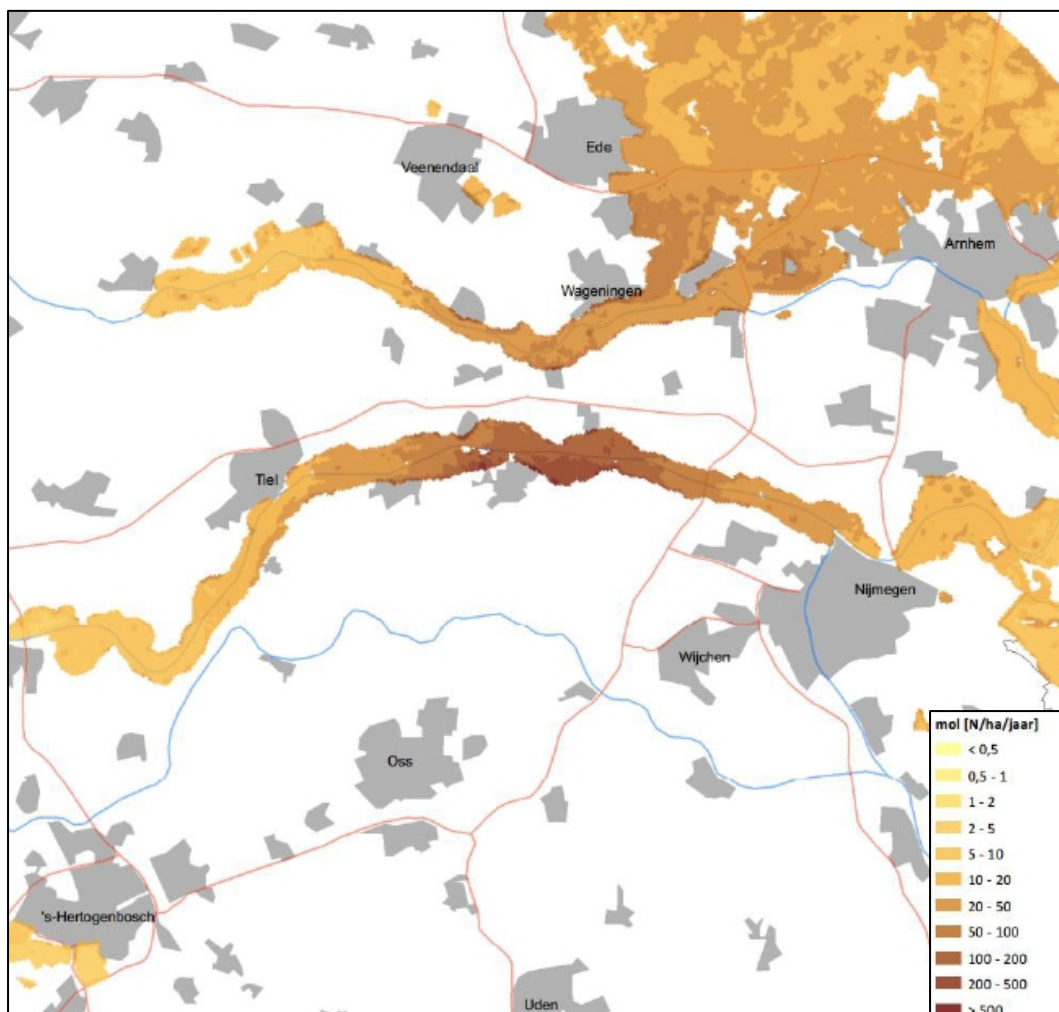 Ede
Veenendaal
Arnhem
Wageningen
Tiel
Nijmegen
Wijchen
Oss
's-Hertogenbosch
Uden
mol [N/ha/jaar]
< 0,5
0,5 - 1
1 - 2
2 - 5
5 - 10
10 - 20
20 - 50
50 - 100
100 - 200
200 - 500
> 500